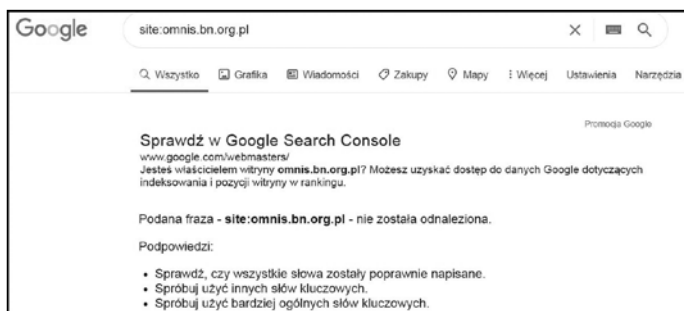 Google
site:omnis.bn.org.pl
Wszystko Grafika Wiadomości Zakupy Mapy Więcej Ustawienia Narzędzia
Promocja Google
Sprawdź w Google Search Console
www.google.com/webmasters/
Jesteś właścicielem witryny omnis.bn.org.pl? Możesz uzyskać dostęp do danych Google dotyczących
indeksowania i pozycji witryny w rankingu.
Podana fraza - site:omnis.bn.org.pl - nie została odnaleziona.
Podpowiedzi:
• Sprawdź, czy wszystkie słowa zostały poprawnie napisane.
• Spróbuj użyć innych słów kluczowych.
• Spróbuj użyć bardziej ogólnych słów kluczowych.